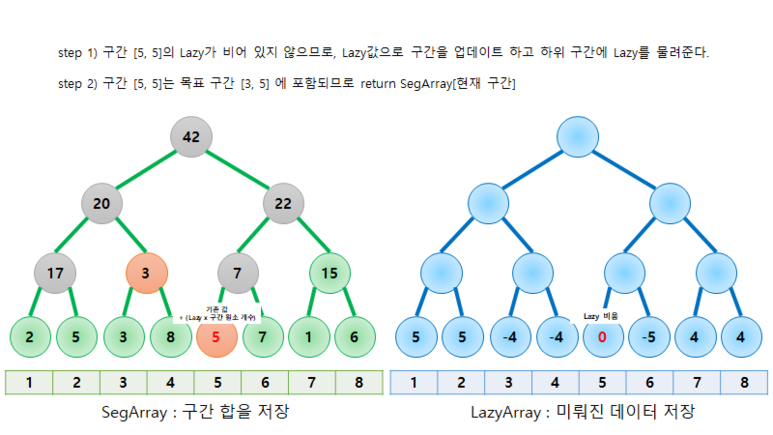 step 1) 구간 [5, 5]의 Lazy가 비어 있지 않으므로, Lazy값으로 구간을 업데이트 하고 하위 구간에 Lazy를 물려준다.
step 2) 구간 [5, 5]는 목표 구간 [3, 5] 에 포함되므로 return SegArray[현재 구간]
42
20 22
17 3 7 15
기존 값
+ (Lazy x 구간 원소 개수)
Lazy 비움
2 5 3 8 5 7 1 6
5 5 -4 -4 0 -5 4 4
1 2 3 4 5 6 7 8
1 2 3 4 5 6 7 8
SegArray : 구간 합을 저장
LazyArray : 미뤄진 데이터 저장